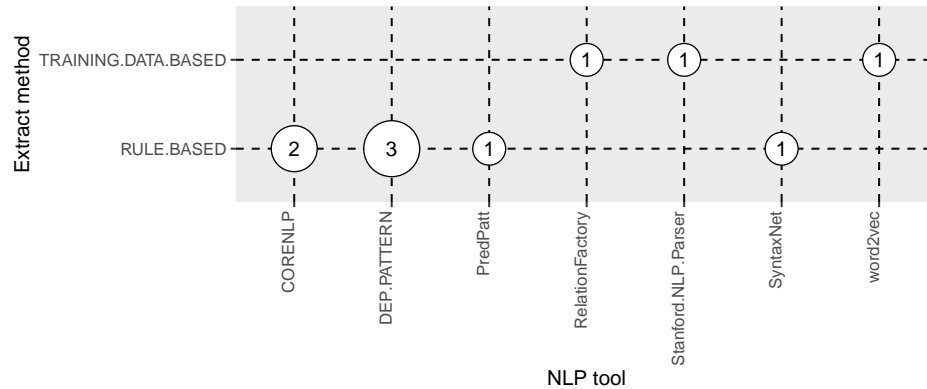 Extract method
TRAINING.DATA.BASED
1
1
1
RULE.BASED
2
3
1
1
CORENLP
DEP.PATTERN
PredPatt
RelationFactory
Stanford.NLP.Parser
SyntaxNet
word2vec
NLP tool